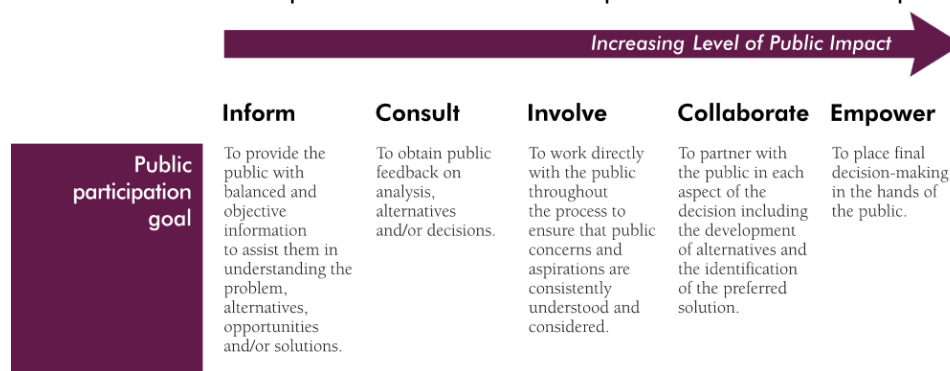 Increasing Level of Public Impact
Inform
Consult
Involve
Collaborate
Empower
Public
participation
goal
To provide the
public with
balanced and
objective
information
to assist them in
understanding the
problem,
alternatives,
opportunities
and/or solutions.
To obtain public
feedback on
analysis,
alternatives
and/or decisions.
To work directly
with the public
throughout
the process to
ensure that public
concerns and
aspirations are
consistently
understood and
considered.
To partner with
the public in each
aspect of the
decision including
the development
of alternatives and
the identification
of the preferred
solution.
To place final
decision-making
in the hands of
the public.